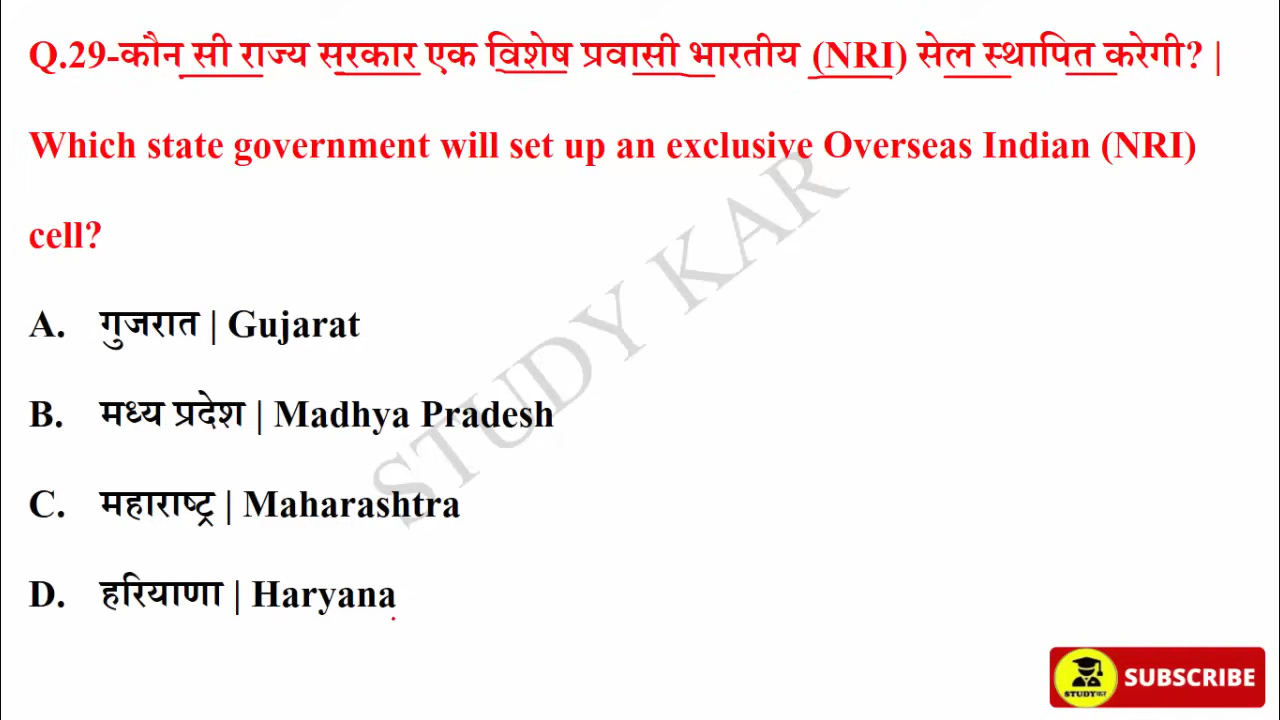 Q.29-कौन सी राज्य सरकार एक विशेष प्रवासी भारतीय (NRI) सेल स्थापित करेगी? |
Which state government will set up an exclusive Overseas Indian (NRI)
cell?
A. गुजरात | Gujarat
B. मध्य प्रदेश | Madhya Pradesh
C. महाराष्ट्र | Maharashtra
D. हरियाणा | Haryana
STUDY KAR
SUBSCRIBE